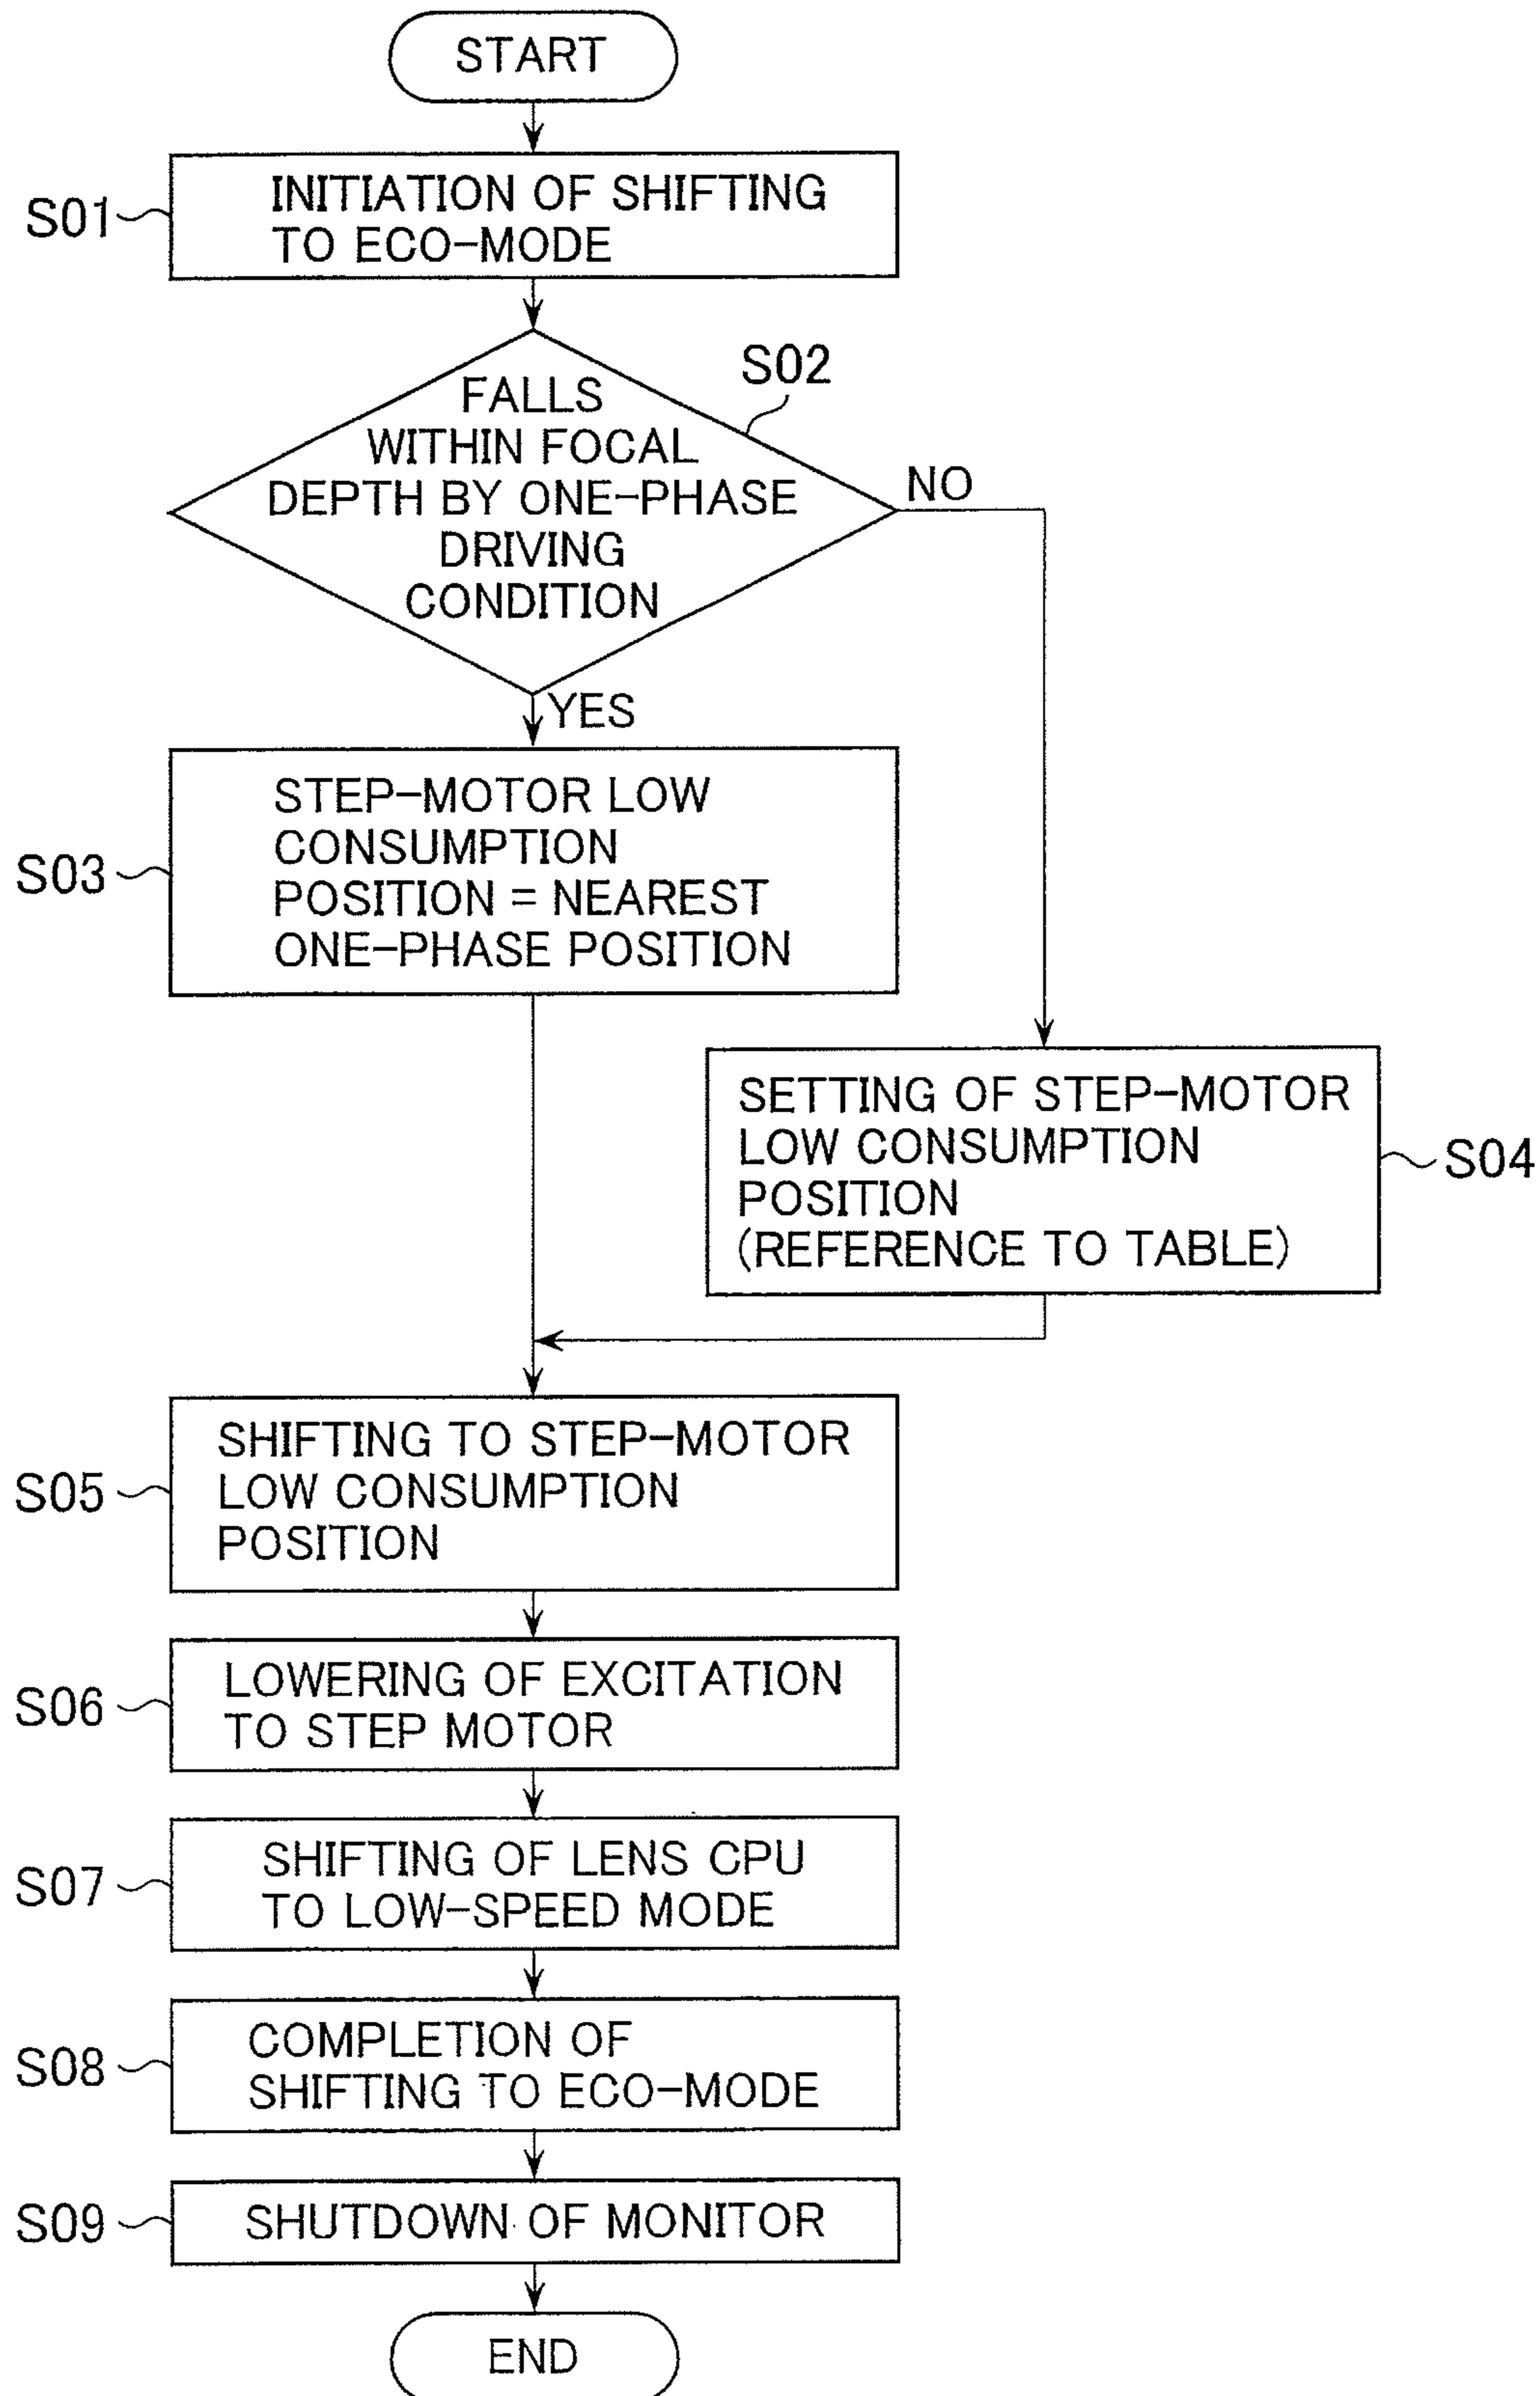 START
S01
INITIATION OF SHIFTING
TO ECO-MODE
S02
FALLS
WITHIN FOCAL
DEPTH BY ONE-PHASE
DRIVING
CONDITION
NO
YES
S03
STEP-MOTOR LOW
CONSUMPTION
POSITION = NEAREST
ONE-PHASE POSITION
SETTING OF STEP-MOTOR
LOW CONSUMPTION
POSITION
(REFERENCE TO TABLE)
S04
S05
SHIFTING TO STEP-MOTOR
LOW CONSUMPTION
POSITION
S06
LOWERING OF EXCITATION
TO STEP MOTOR
S07
SHIFTING OF LENS CPU
TO LOW-SPEED MODE
S08
COMPLETION OF
SHIFTING TO ECO-MODE
S09
SHUTDOWN OF MONITOR
END